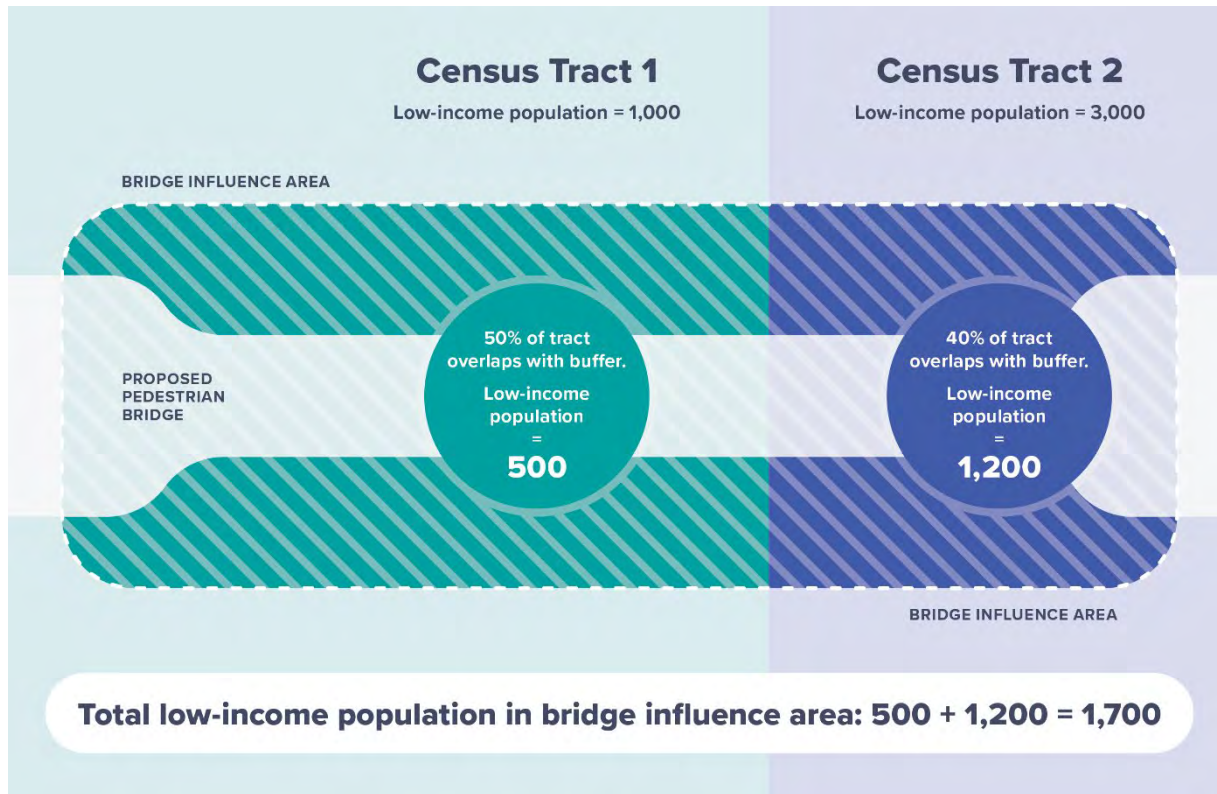 Census Tract 1
Low-income population = 1,000
Census Tract 2
Low-income population = 3,000
BRIDGE INFLUENCE AREA
PROPOSED
PEDESTRIAN
BRIDGE
50% of tract
overlaps with buffer.
Low-income
population
=
500
40% of tract
overlaps with buffer.
Low-income
population
=
1,200
BRIDGE INFLUENCE AREA
Total low-income population in bridge influence area: 500 + 1,200 = 1,700